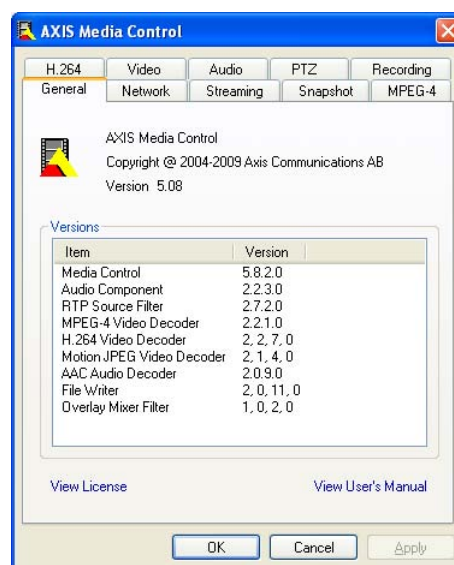 AXIS Media Control
H.264 Video Audio PTZ Recording
General Network Streaming Snapshot MPEG-4
AXIS Media Control
Copyright @ 2004-2009 Axis Communications AB
Version 5.08
Versions
Item Version
Media Control 5.8.2.0
Audio Component 2.2.3.0
RTP Source Filter 2.7.2.0
MPEG-4 Video Decoder 2.2.1.0
H.264 Video Decoder 2, 2, 7, 0
Motion JPEG Video Decoder 2, 1, 4, 0
AAC Audio Decoder 2.0.9.0
File Writer 2, 0, 11, 0
Overlay Mixer Filter 1, 0, 2, 0
View License View User's Manual
OK Cancel Apply